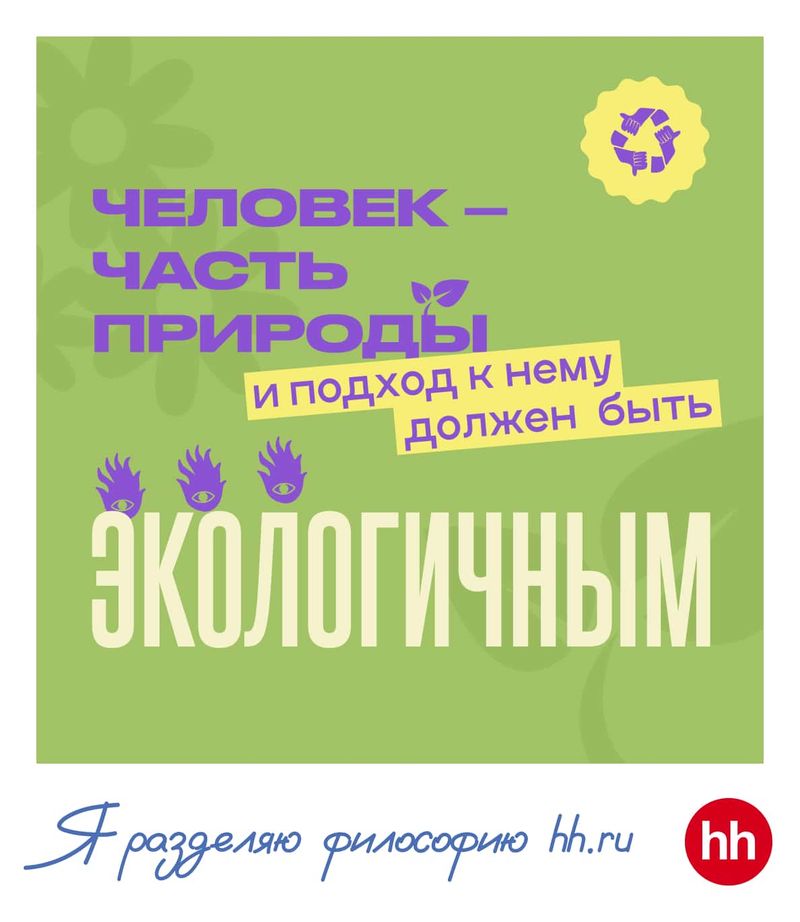 ЧЕЛОВЕК –
ЧАСТЬ
ПРИРОДЫ
и подход к нему
должен быть
ЭКОЛОГИЧНЫМ
Я разделяю философию hh.ru
hh